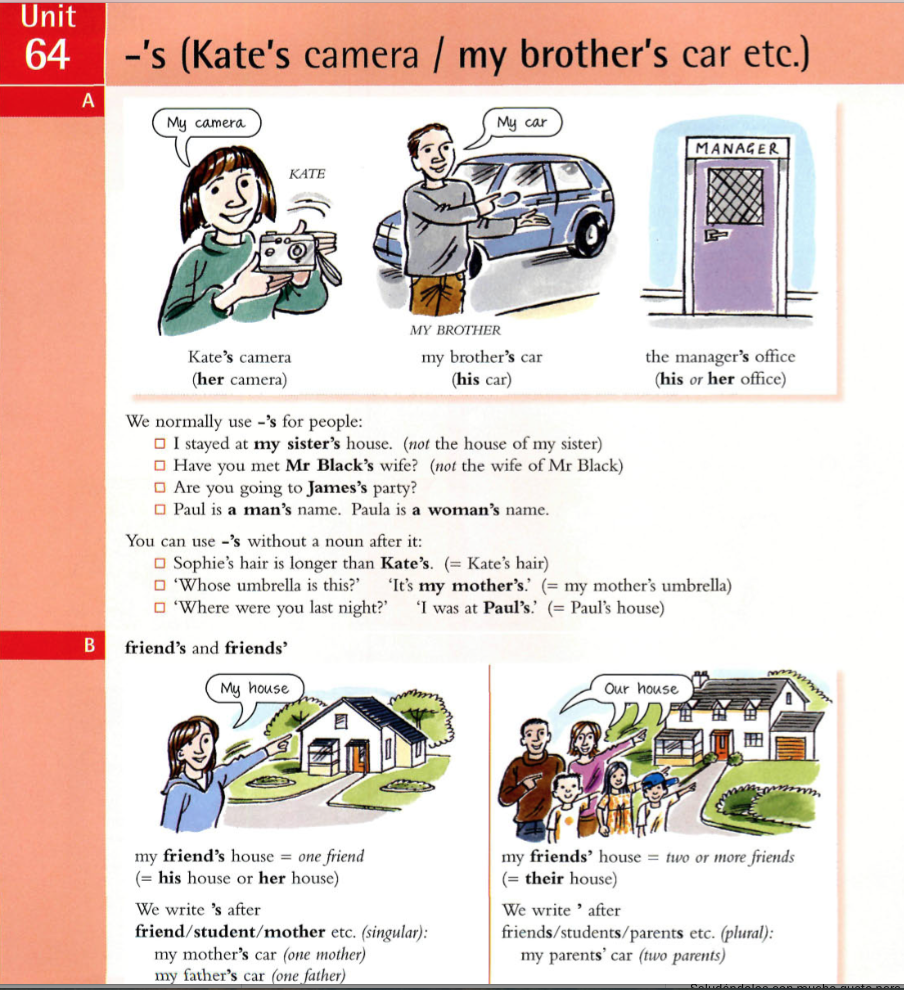 Unit
64
-'s (Kate's camera / my brother's car etc.)
A
My camera
KATE
My car
MY BROTHER
MANAGER
Kate's camera
(her camera)
my brother's car
(his car)
the manager's office
(his or her office)
We normally use -'s for people:
I stayed at my sister's house. (not the house of my sister)
Have you met Mr Black's wife? (not the wife of Mr Black)
Are you going to James's party?
Paul is a man's name. Paula is a woman's name.
You can use -'s without a noun after it:
Sophie's hair is longer than Kate's. (= Kate's hair)
'Whose umbrella is this?' 'It's my mother's.' (= my mother's umbrella)
'Where were you last night?' 'I was at Paul's.' (= Paul's house)
B
friend's and friends'
My house
my friend's house = one friend
(= his house or her house)
We write 's after
friend/student/mother etc. (singular):
my mother's car (one mother)
my father's car (one father)
Our house
my friends' house = two or more friends
(= their house)
We write ' after
friends/students/parents etc. (plural):
my parents' car (two parents)